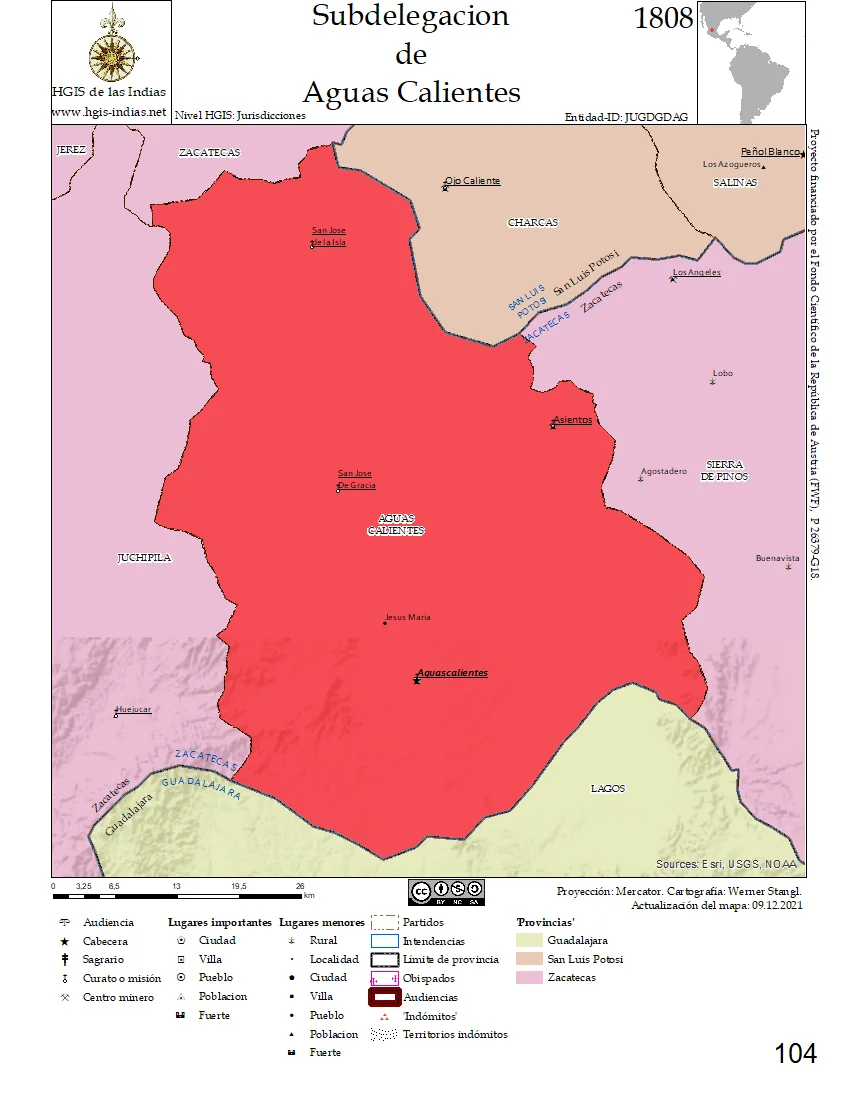 Subdelegacion
de
Aguas Calientes
1808
HGIS de las Indias
www.hgis-indias.net
Nivel HGIS: Jurisdicciones
Entidad-ID: JUGDGDAG
JEREZ
ZACATECAS
Peñol Blanco
Los Azogueros
SALINAS
Ojo Caliente
CHARCAS
San Jose
de la Isla
San Luis Potosi
Zacatecas
SAN LUIS
POTOSI
ZACATECAS
Los Angeles
Lobo
Asientos
SIERRA
DE PINOS
Agostadero
San Jose
De Gracia
AGUAS
CALIENTES
JUCHIPILA
Buenavista
Jesus Maria
Aguascalientes
Huejucar
ZACATECAS
GUADALAJARA
Zacatecas
Guadalajara
LAGOS
Sources: Esri, USGS, NOAA
Proyecto financiado por el Fondo Científico de la República de Austria (FWF), P 26379-G18.
0 3,25 6,5 13 19,5 26
km
cc BY NC SA
Proyección: Mercator. Cartografía: Werner Stangl.
Actualización del mapa: 09.12.2021
Audiencia
Cabecera
Sagrario
Curato o misión
Centro minero
Lugares importantes
Ciudad
Villa
Pueblo
Poblacion
Fuerte
Lugares menores
Rural
Localidad
Ciudad
Villa
Pueblo
Poblacion
Fuerte
Partidos
Intendencias
Límite de provincia
Obispados
Audiencias
'Indómitos'
Territorios indómitos
'Provincias'
Guadalajara
San Luis Potosi
Zacatecas
104